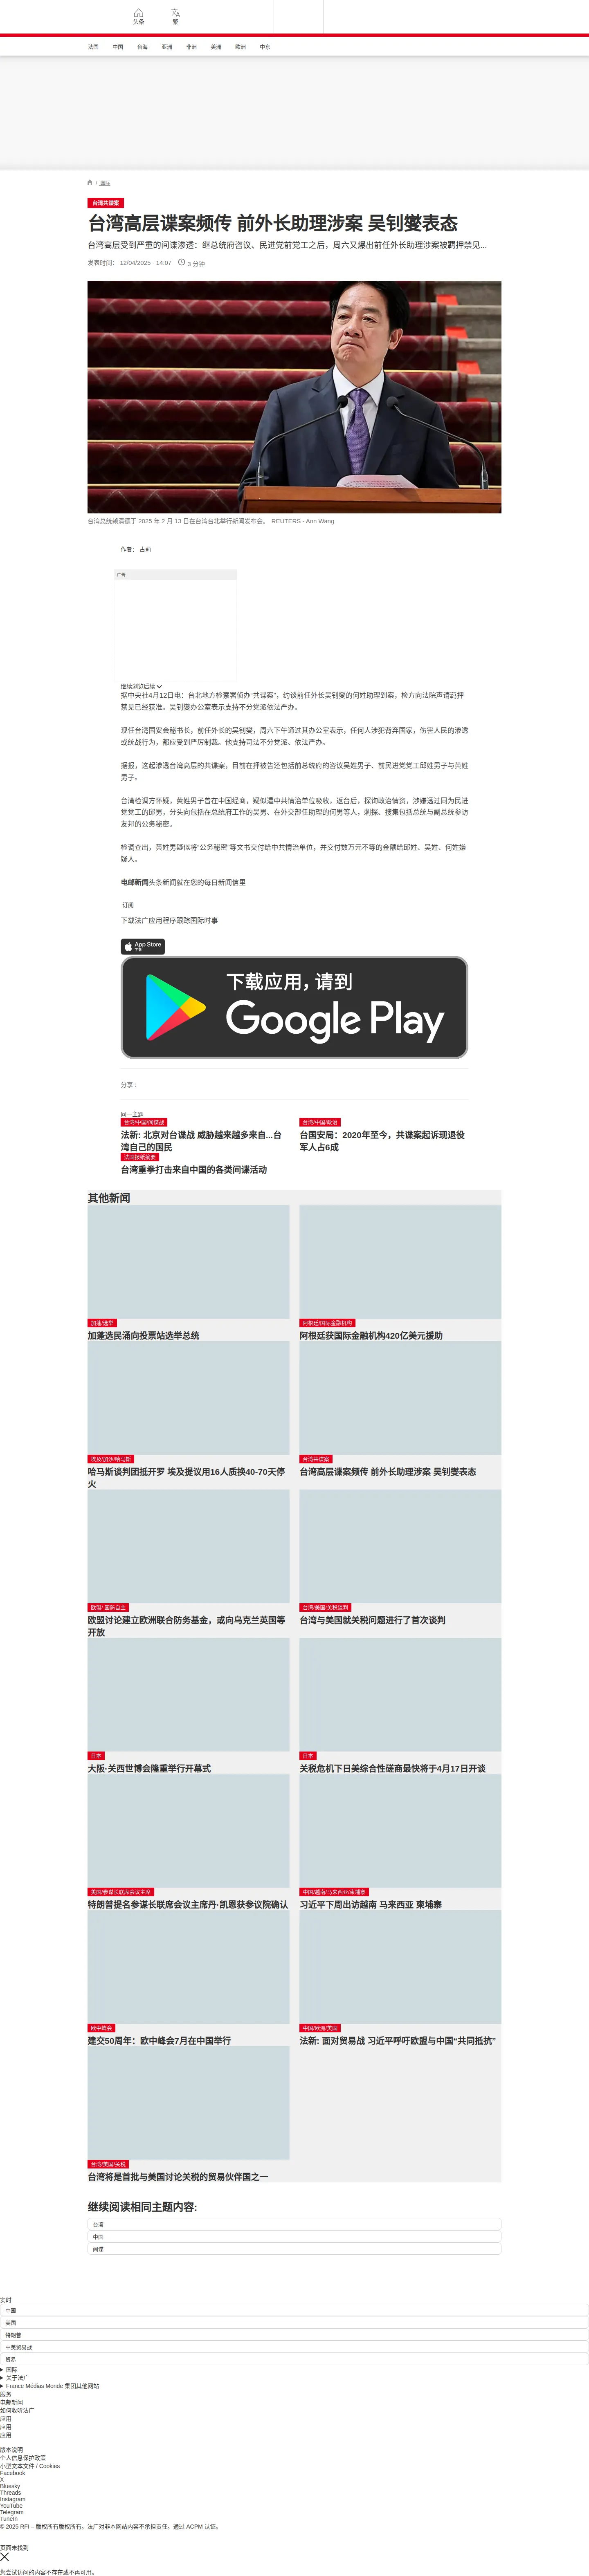 头条
繁
法国
中国
台海
亚洲
非洲
美洲
欧洲
中东
/ 国际
台湾共谍案
台湾高层谍案频传 前外长助理涉案 吴钊燮表态
台湾高层受到严重的间谍渗透：继总统府咨议、民进党前党工之后，周六又爆出前任外长助理涉案被羁押禁见...
发表时间： 12/04/2025 - 14:07
3 分钟
台湾总统赖清德于 2025 年 2 月 13 日在台湾台北举行新闻发布会。 REUTERS - Ann Wang
作者： 古莉
广告
继续浏览后续
据中央社4月12日电：台北地方检察署侦办“共谍案”，约谈前任外长吴钊燮的何姓助理到案，检方向法院声请羁押
禁见已经获准。吴钊燮办公室表示支持不分党派依法严办。
现任台湾国安会秘书长，前任外长的吴钊燮，周六下午通过其办公室表示，任何人涉犯背弃国家，伤害人民的渗透
或统战行为，都应受到严厉制裁。他支持司法不分党派、依法严办。
据报，这起渗透台湾高层的共谍案，目前在押被告还包括前总统府的咨议吴姓男子、前民进党党工邱姓男子与黄姓
男子。
台湾检调方怀疑，黄姓男子曾在中国经商，疑似遭中共情治单位吸收，返台后，探询政治情资，涉嫌透过同为民进
党党工的邱男，分头向包括在总统府工作的吴男、在外交部任助理的何男等人，刺探、搜集包括总统与副总统参访
友邦的公务秘密。
检调查出，黄姓男疑似将“公务秘密”等文书交付给中共情治单位，并交付数万元不等的金额给邱姓、吴姓、何姓嫌
疑人。
电邮新闻头条新闻就在您的每日新闻信里
订阅
下载法广应用程序跟踪国际时事
App Store
下载
下载应用，请到
Google Play
分享 :
同一主题
台湾/中国/间谍战
法新: 北京对台谍战 威胁越来越多来自...台
湾自己的国民
台湾/中国/政治
台国安局：2020年至今，共谍案起诉现退役
军人占6成
法国报纸摘要
台湾重拳打击来自中国的各类间谍活动
其他新闻
加蓬/选举
加蓬选民涌向投票站选举总统
阿根廷/国际金融机构
阿根廷获国际金融机构420亿美元援助
埃及/加沙/哈马斯
哈马斯谈判团抵开罗 埃及提议用16人质换40-70天停
火
台湾共谍案
台湾高层谍案频传 前外长助理涉案 吴钊燮表态
欧盟/ 国防自主
欧盟讨论建立欧洲联合防务基金，或向乌克兰英国等
开放
台湾/美国/关税谈判
台湾与美国就关税问题进行了首次谈判
日本
大阪·关西世博会隆重举行开幕式
日本
关税危机下日美综合性磋商最快将于4月17日开谈
美国/参谋长联席会议主席
特朗普提名参谋长联席会议主席丹·凯恩获参议院确认
中国/越南/马来西亚/柬埔寨
习近平下周出访越南 马来西亚 柬埔寨
欧中峰会
建交50周年：欧中峰会7月在中国举行
中国/欧洲/美国
法新: 面对贸易战 习近平呼吁欧盟与中国“共同抵抗”
台湾/美国/关税
台湾将是首批与美国讨论关税的贸易伙伴国之一
继续阅读相同主题内容:
台湾
中国
间谍
实时
中国
美国
特朗普
中美贸易战
贸易
国际
关于法广
France Médias Monde 集团其他网站
服务
电邮新闻
如何收听法广
应用
应用
应用
版本说明
个人信息保护政策
小型文本文件 / Cookies
Facebook
X
Bluesky
Threads
Instagram
YouTube
Telegram
TuneIn
© 2025 RFI – 版权所有版权所有。法广对非本网站内容不承担责任。通过 ACPM 认证。
页面未找到
您尝试访问的内容不存在或不再可用。